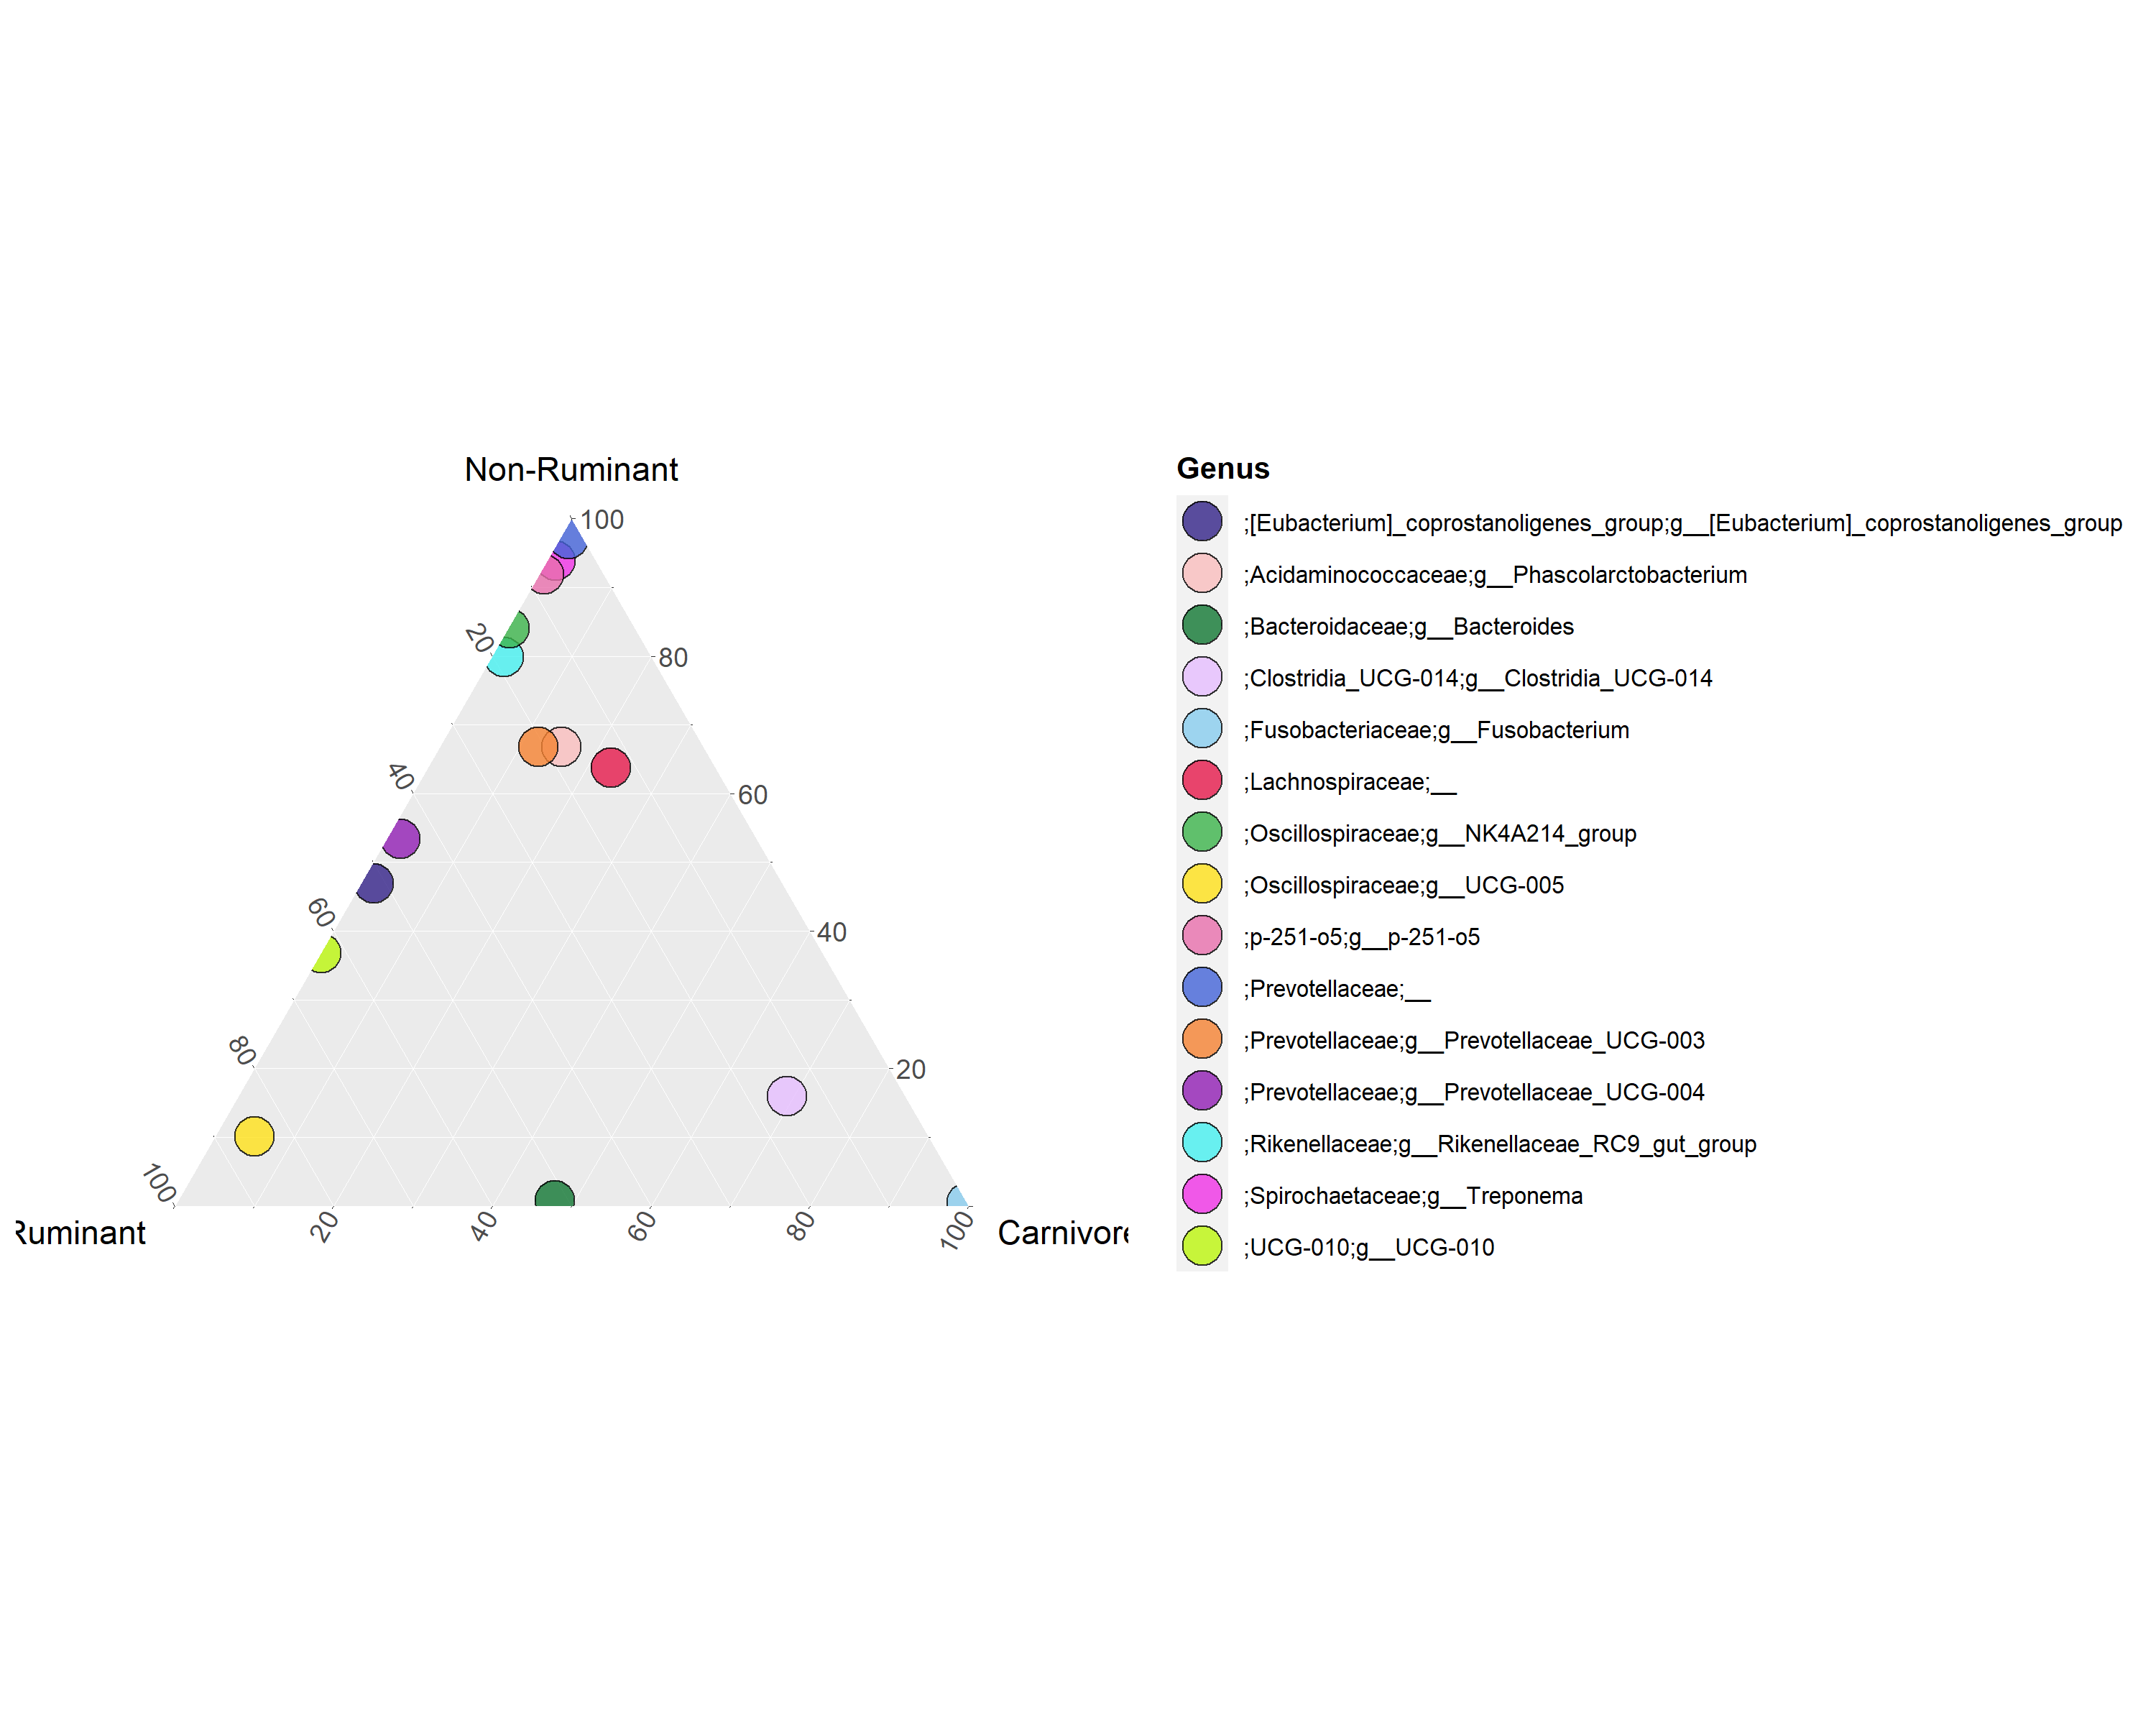 Non-Ruminant
100
80
60
40
20
20
40
60
80
100
20
40
60
80
100
Ruminant
Carnivore
Genus
;[Eubacterium]_coprostanoligenes_group;g__[Eubacterium]_coprostanoligenes_group
;Acidaminococcaceae;g__Phascolarctobacterium
;Bacteroidaceae;g__Bacteroides
;Clostridia_UCG-014;g__Clostridia_UCG-014
;Fusobacteriaceae;g__Fusobacterium
;Lachnospiraceae;__
;Oscillospiraceae;g__NK4A214_group
;Oscillospiraceae;g__UCG-005
;p-251-o5;g__p-251-o5
;Prevotellaceae;__
;Prevotellaceae;g__Prevotellaceae_UCG-003
;Prevotellaceae;g__Prevotellaceae_UCG-004
;Rikenellaceae;g__Rikenellaceae_RC9_gut_group
;Spirochaetaceae;g__Treponema
;UCG-010;g__UCG-010